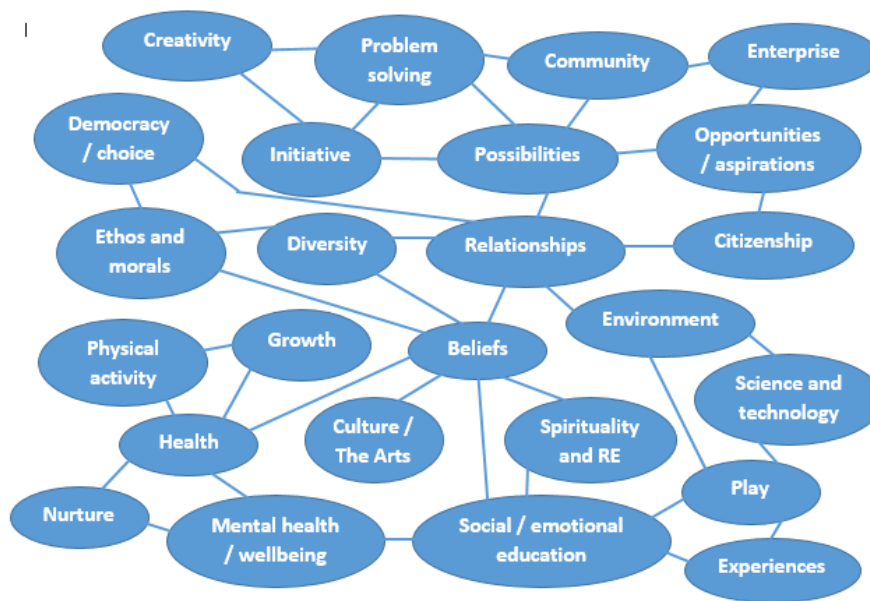 Creativity
Problem
solving
Community
Enterprise
Democracy
/ choice
Initiative
Possibilities
Opportunities
/ aspirations
Ethos and
morals
Diversity
Relationships
Citizenship
Physical
activity
Growth
Beliefs
Environment
Health
Culture /
The Arts
Spirituality
and RE
Science and
technology
Nurture
Mental health
/ wellbeing
Social / emotional
education
Play
Experiences